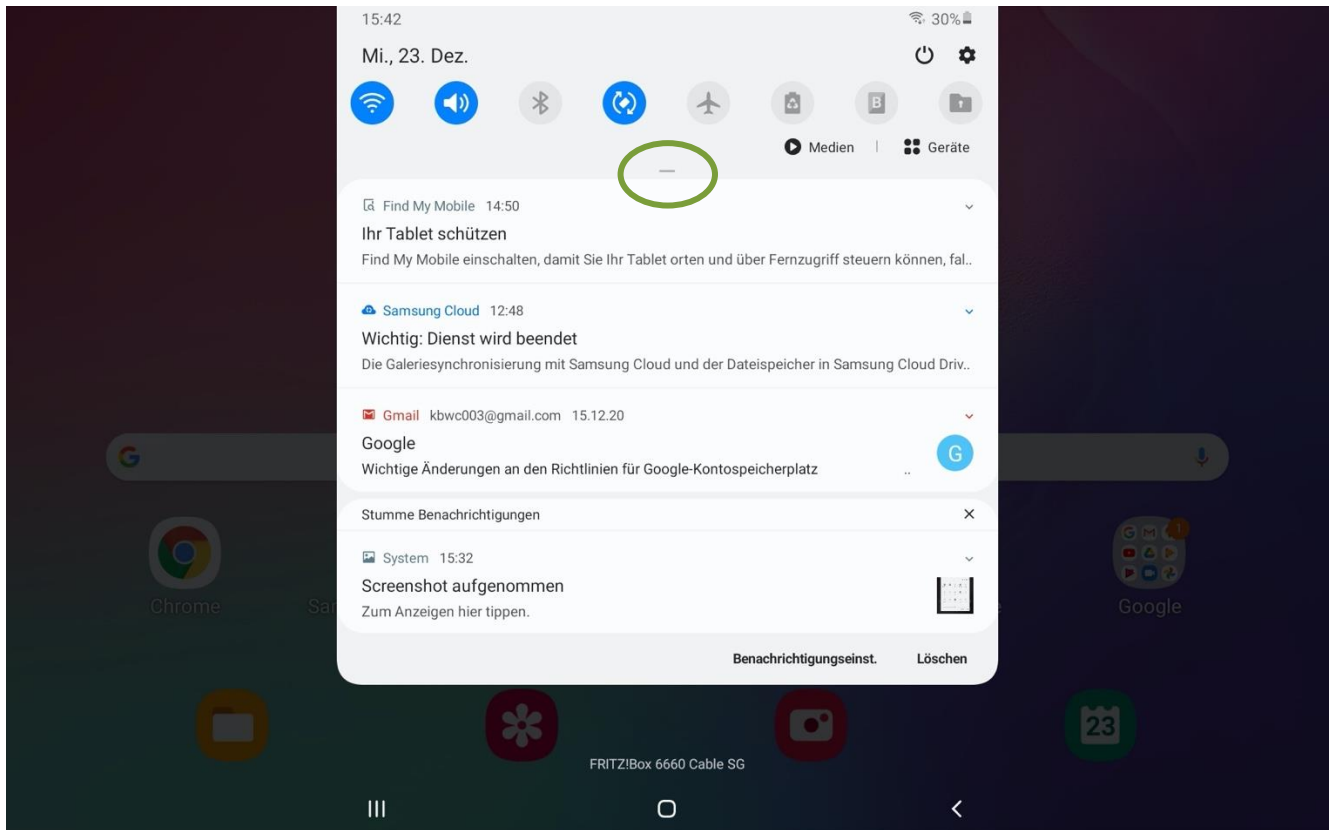 15:42 30%
Mi., 23. Dez.
B
Medien | Geräte
Find My Mobile 14:50
Ihr Tablet schützen
Find My Mobile einschalten, damit Sie Ihr Tablet orten und über Fernzugriff steuern können, fal..
Samsung Cloud 12:48
Wichtig: Dienst wird beendet
Die Galeriesynchronisierung mit Samsung Cloud und der Dateispeicher in Samsung Cloud Driv..
Gmail kbwc003@gmail.com 15.12.20
Google
Wichtige Änderungen an den Richtlinien für Google-Kontospeicherplatz ..
G
G
Stumme Benachrichtigungen
System 15:32
Screenshot aufgenommen
Zum Anzeigen hier tippen.
1
Chrome Sar Google
Benachrichtigungseinst. Löschen
23
FRITZ!Box 6660 Cable SG